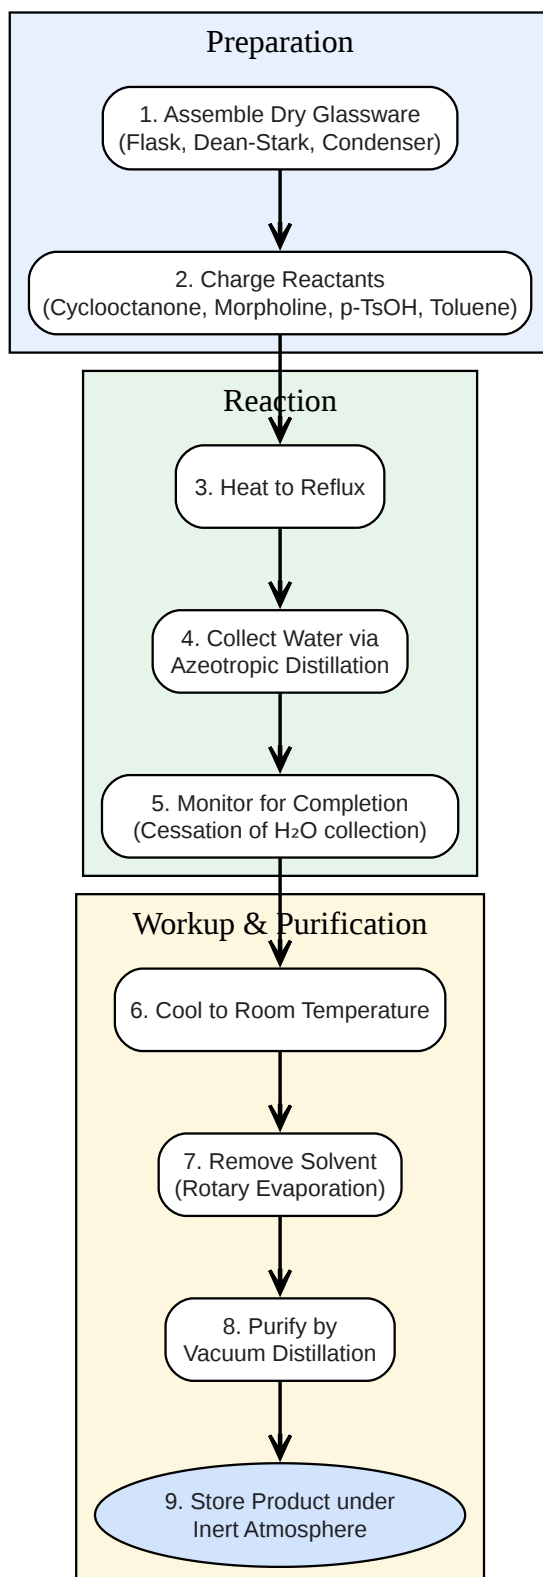 Preparation
1. Assemble Dry Glassware
(Flask, Dean-Stark, Condenser)
2. Charge Reactants
(Cyclooctanone, Morpholine, p-TsOH, Toluene)
Reaction
3. Heat to Reflux
4. Collect Water via
Azeotropic Distillation
5. Monitor for Completion
(Cessation of H₂O collection)
Workup & Purification
6. Cool to Room Temperature
7. Remove Solvent
(Rotary Evaporation)
8. Purify by
Vacuum Distillation
9. Store Product under
Inert Atmosphere